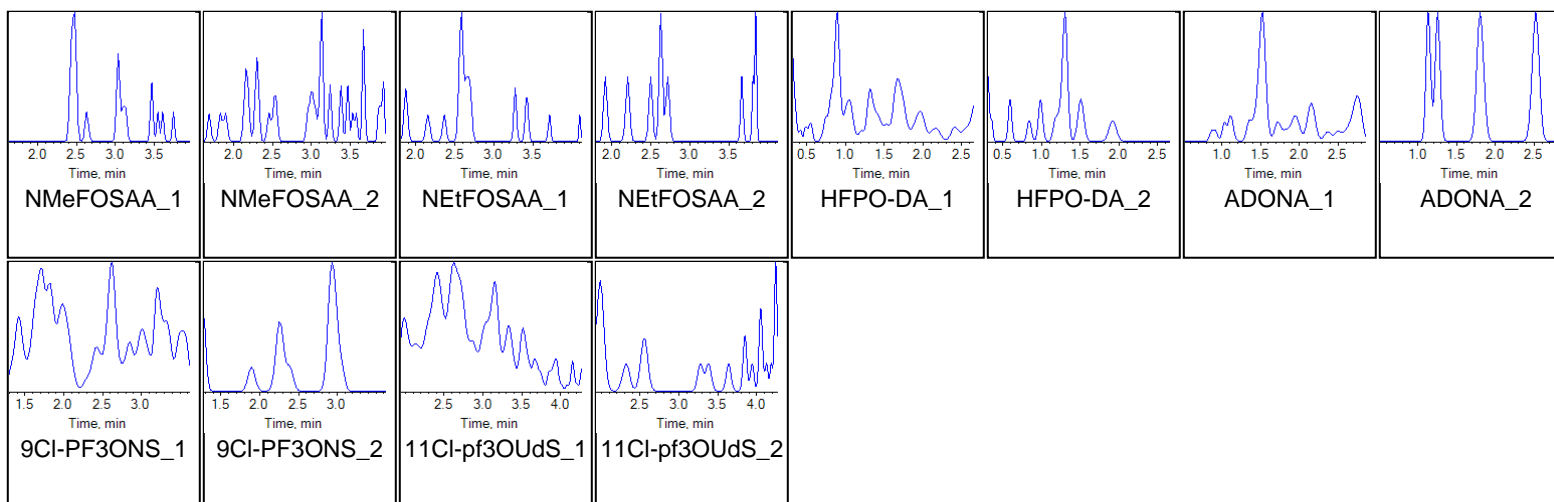 2.0 2.5 3.0 3.5 2.0 2.5 3.0 3.5 2.0 2.5 3.0 3.5 2.0 2.5 3.0 3.5 0.5 1.0 1.5 2.0 2.5 0.5 1.0 1.5 2.0 2.5 1.0 1.5 2.0 2.5 1.0 1.5 2.0 2.5
Time, min Time, min Time, min Time, min Time, min Time, min Time, min Time, min
NMeFOSAA_1 NMeFOSAA_2 NEtFOSAA_1 NEtFOSAA_2 HFPO-DA_1 HFPO-DA_2 ADONA_1 ADONA_2
1.5 2.0 2.5 3.0 1.5 2.0 2.5 3.0 2.5 3.0 3.5 4.0 2.5 3.0 3.5 4.0
Time, min Time, min Time, min Time, min
9Cl-PF3ONS_1 9Cl-PF3ONS_2 11Cl-pf3OUdS_1 11Cl-pf3OUdS_2